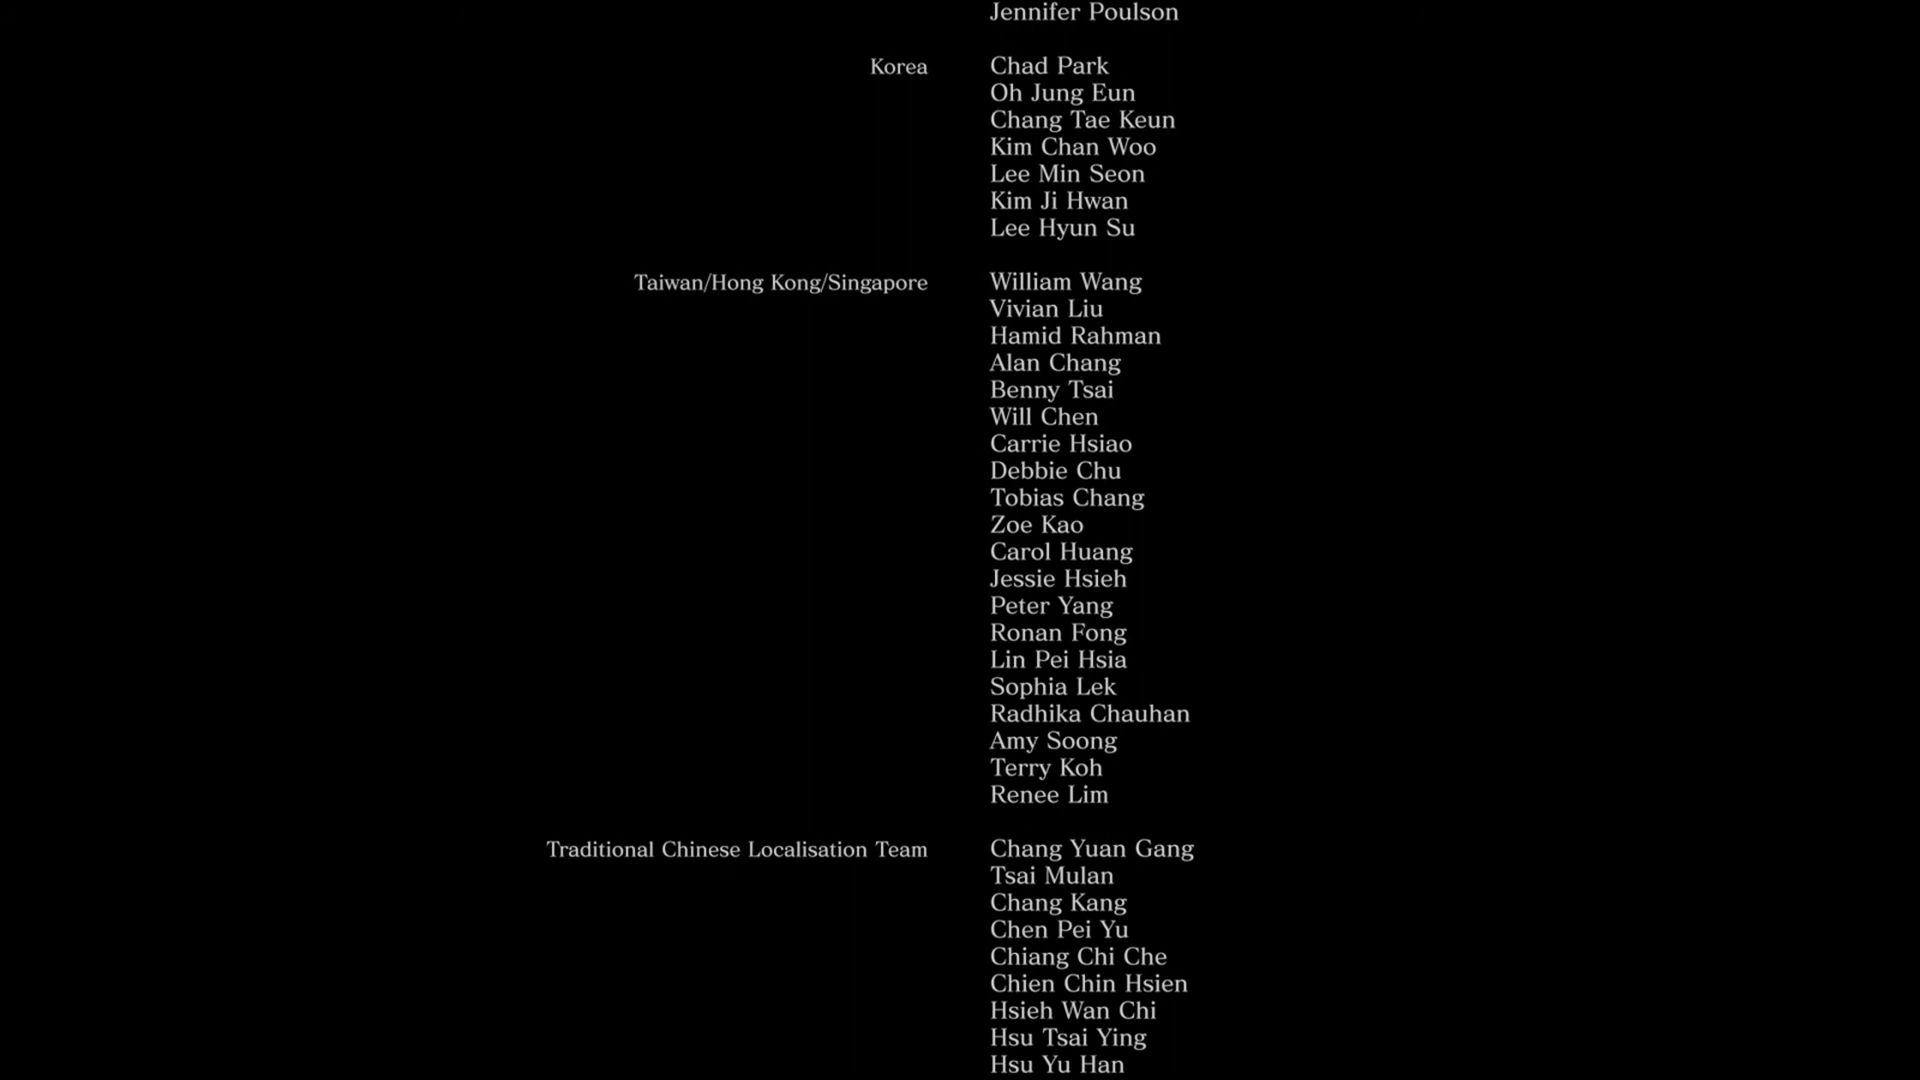 Jennifer Poulson
Korea Chad Park
Oh Jung Eun
Chang Tae Keun
Kim Chan Woo
Lee Min Seon
Kim Ji Hwan
Lee Hyun Su
Taiwan/Hong Kong/Singapore William Wang
Vivian Liu
Hamid Rahman
Alan Chang
Benny Tsai
Will Chen
Carrie Hsiao
Debbie Chu
Tobias Chang
Zoe Kao
Carol Huang
Jessie Hsieh
Peter Yang
Ronan Fong
Lin Pei Hsia
Sophia Lek
Radhika Chauhan
Amy Soong
Terry Koh
Renee Lim
Traditional Chinese Localisation Team Chang Yuan Gang
Tsai Mulan
Chang Kang
Chen Pei Yu
Chiang Chi Che
Chien Chin Hsien
Hsieh Wan Chi
Hsu Tsai Ying
Hsu Yu Han